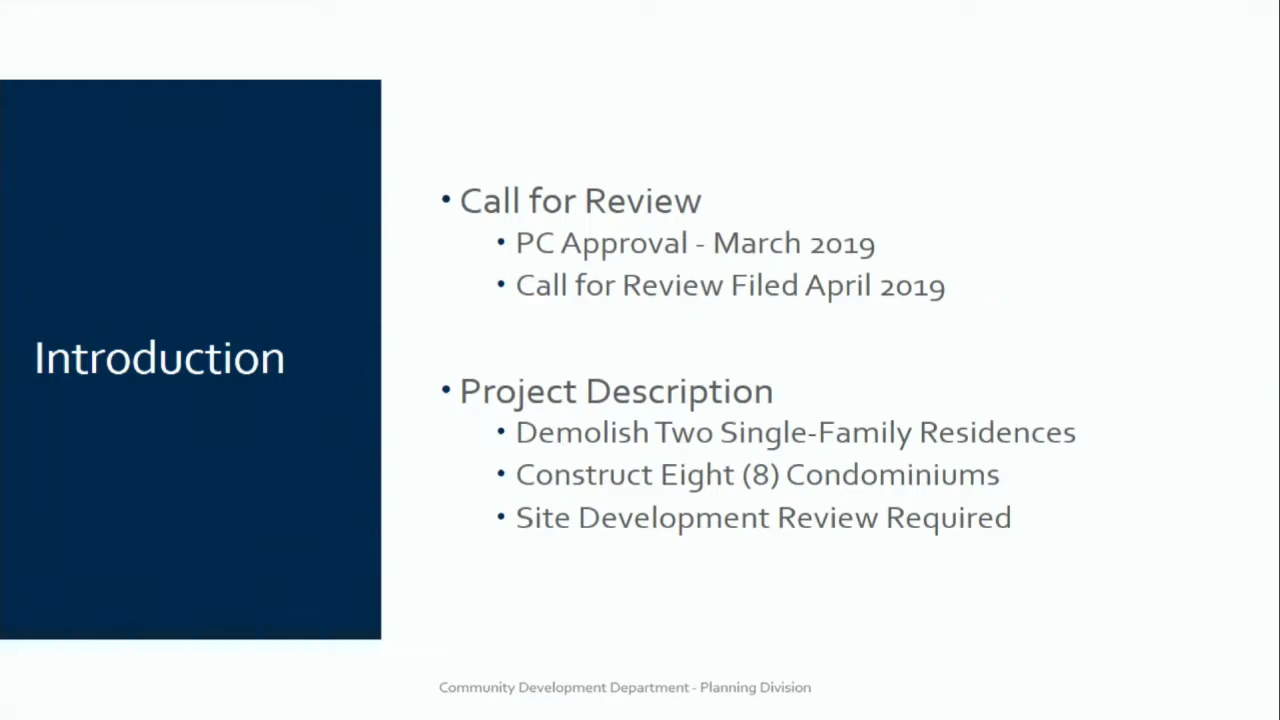 Introduction
• Call for Review
• PC Approval - March 2019
• Call for Review Filed April 2019
• Project Description
• Demolish Two Single-Family Residences
• Construct Eight (8) Condominiums
• Site Development Review Required
Community Development Department - Planning Division